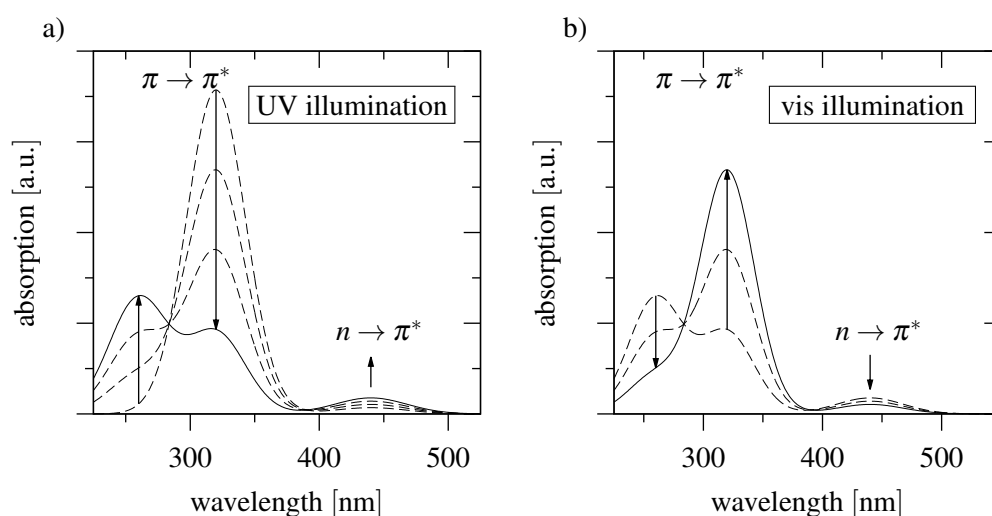 a)
π → π*
UV illumination
n → π*
absorption [a.u.]
300
400
500
wavelength [nm]
b)
π → π*
vis illumination
n → π*
absorption [a.u.]
300
400
500
wavelength [nm]